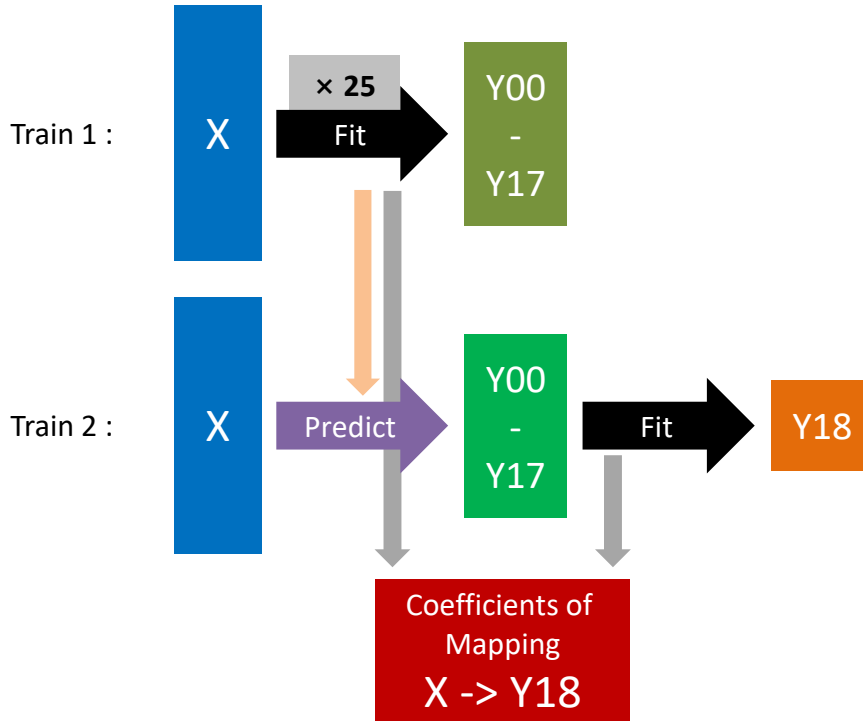 × 25
Train 1 :
X
Fit
Y00
-
Y17
Train 2 :
X
Predict
Y00
-
Y17
Fit
Y18
Coefficients of
Mapping
X -> Y18